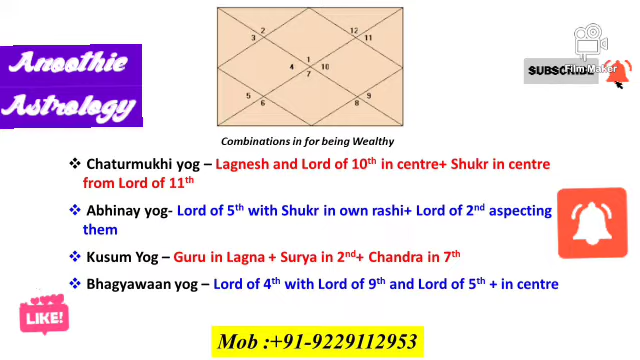 Anoothie
Astrology
2
12
3
11
1
4
10
7
5
9
6
8
SUBSCRIBE
Film Maker
Combinations in for being Wealthy
❖ Chaturmukhi yog – Lagnesh and Lord of 10th in centre+ Shukr in centre
from Lord of 11th
❖ Abhinay yog- Lord of 5th with Shukr in own rashi+ Lord of 2nd aspecting
them
❖ Kusum Yog – Guru in Lagna + Surya in 2nd+ Chandra in 7th
❖ Bhagyawaan yog – Lord of 4th with Lord of 9th and Lord of 5th + in centre
LIKE!
Mob :+91-9229112953